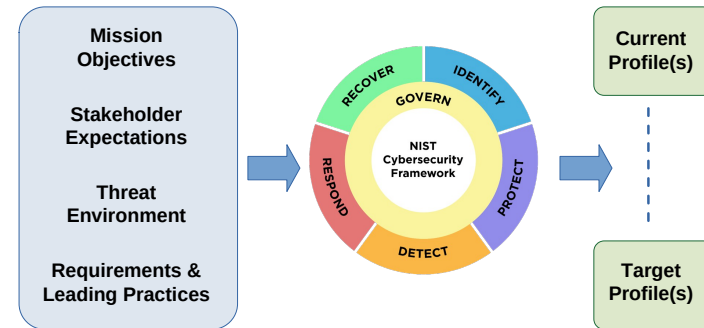 Mission
Objectives
Stakeholder
Expectations
Threat
Environment
Requirements &
Leading Practices
RECOVER
IDENTIFY
GOVERN
NIST
Cybersecurity
Framework
RESPOND
PROTECT
DETECT
Current
Profile(s)
Target
Profile(s)